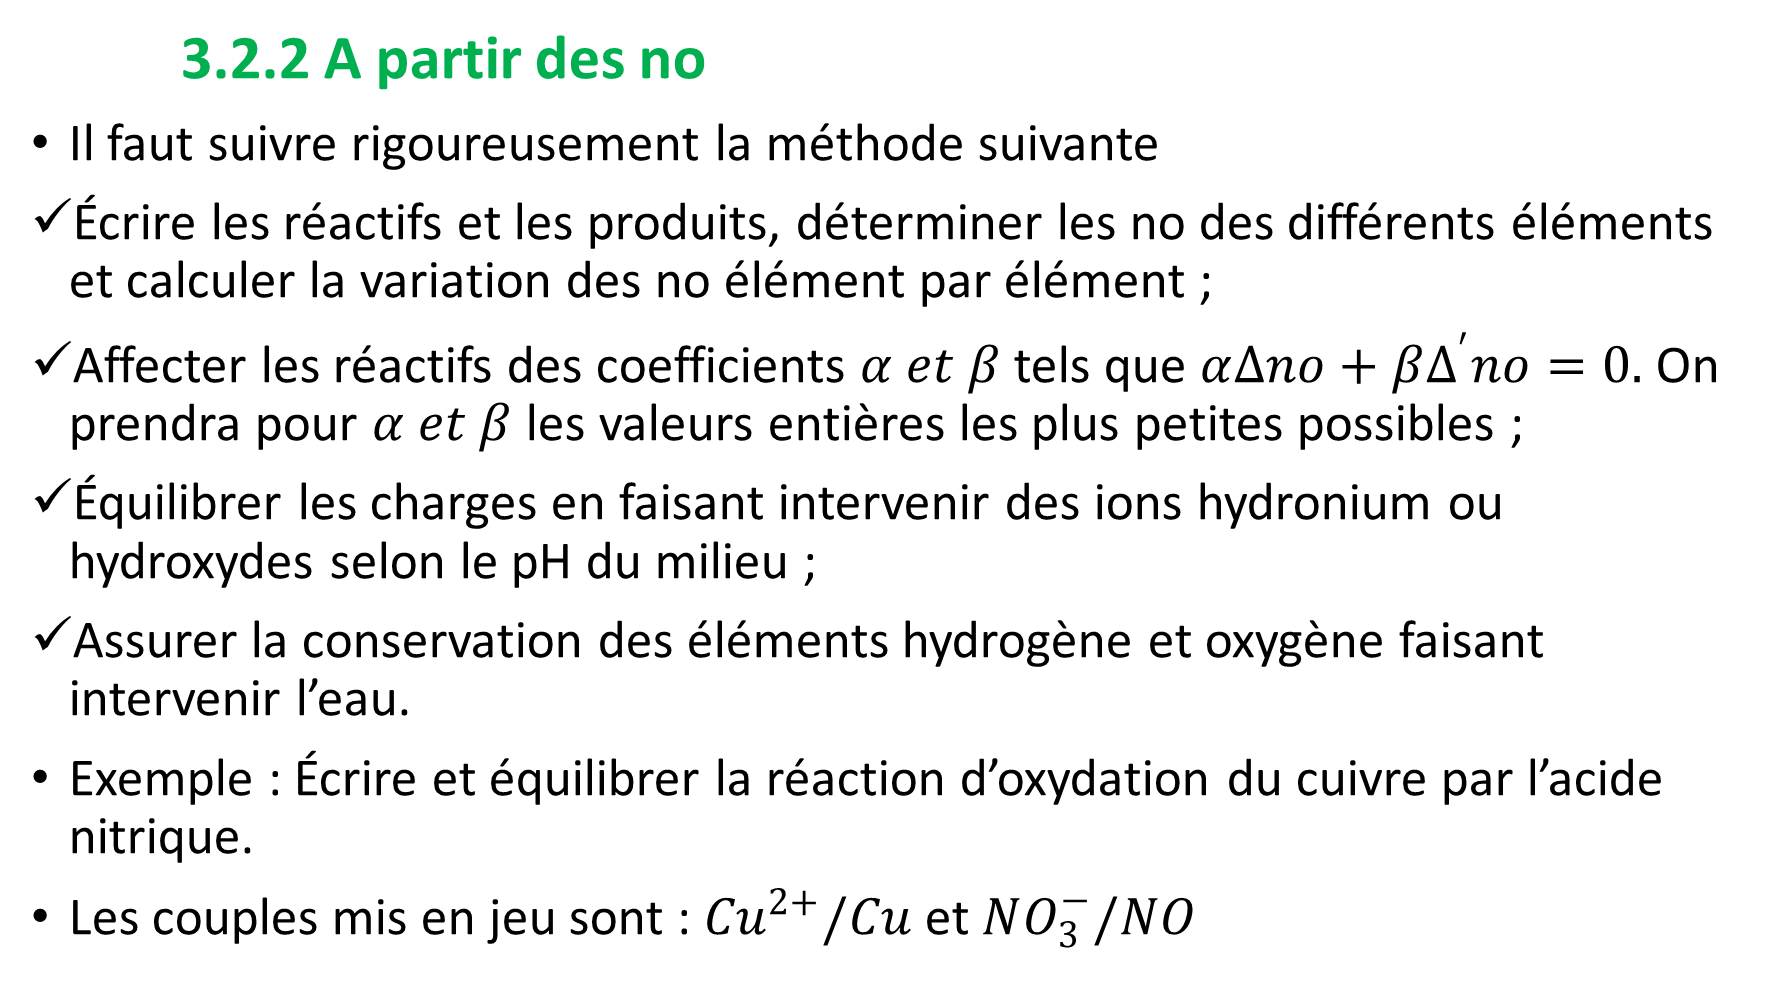 3.2.2 A partir des no
• Il faut suivre rigoureusement la méthode suivante
✓Écrire les réactifs et les produits, déterminer les no des différents éléments
et calculer la variation des no élément par élément ;
✓Affecter les réactifs des coefficients 𝛼 et 𝛽 tels que 𝛼Δno + 𝛽Δ′no = 0. On
prendra pour 𝛼 et 𝛽 les valeurs entières les plus petites possibles ;
✓Équilibrer les charges en faisant intervenir des ions hydronium ou
hydroxydes selon le pH du milieu ;
✓Assurer la conservation des éléments hydrogène et oxygène faisant
intervenir l’eau.
• Exemple : Écrire et équilibrer la réaction d’oxydation du cuivre par l’acide
nitrique.
• Les couples mis en jeu sont : Cu²⁺/Cu et NO₃⁻/NO